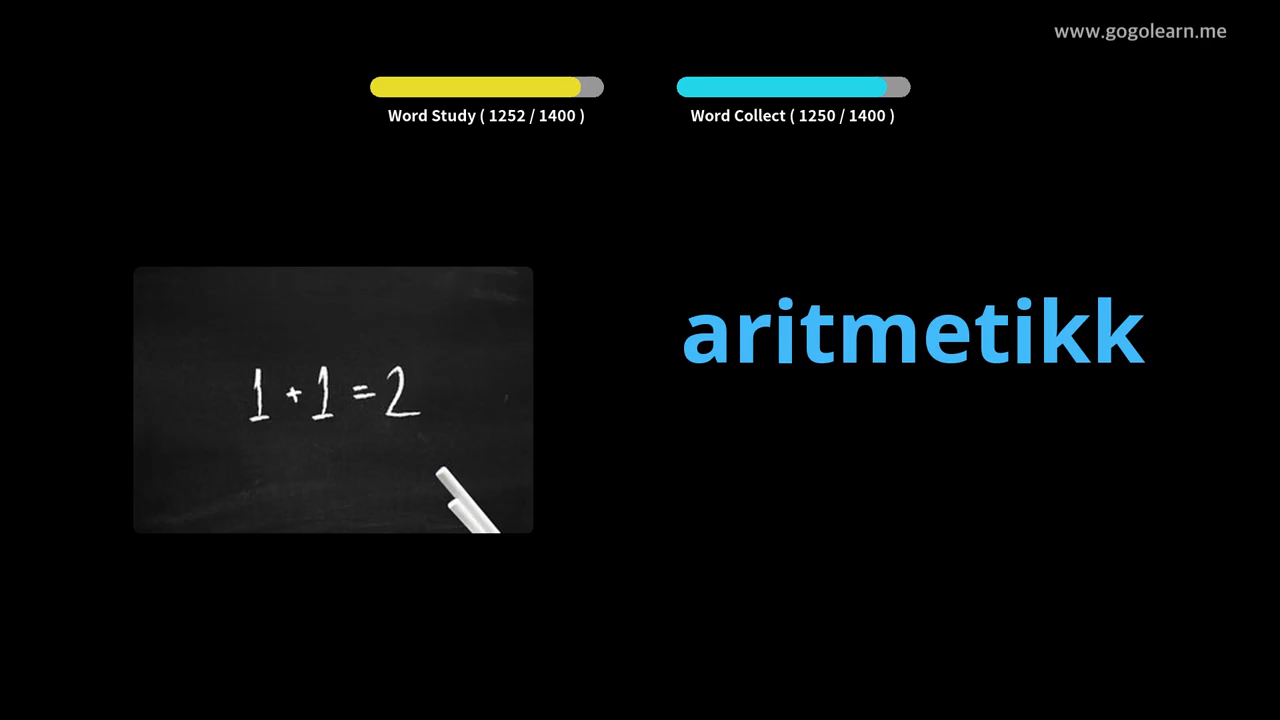 www.gogolearn.me
Word Study ( 1252 / 1400 )
Word Collect ( 1250 / 1400 )
aritmetikk
1 + 1 = 2